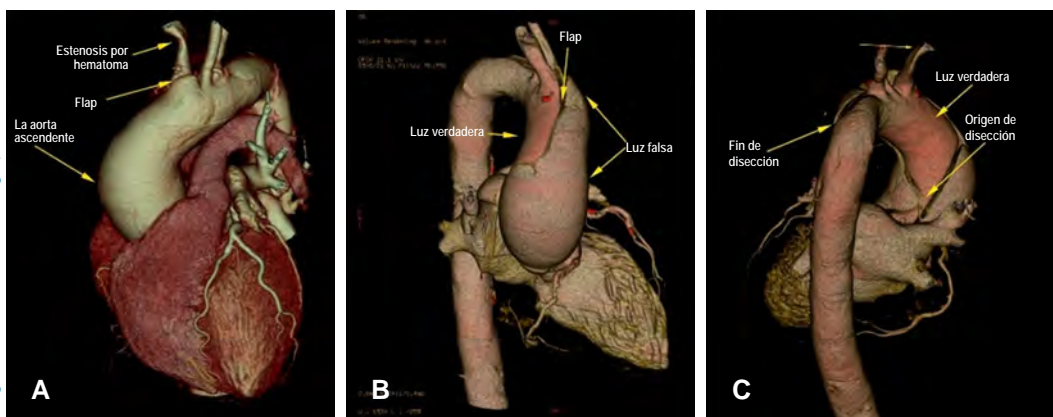 Estenosis por
hematoma
Flap
La aorta
ascendente
A
Flap
Luz verdadera
Luz falsa
B
Luz verdadera
Origen de
disección
Fin de
disección
C